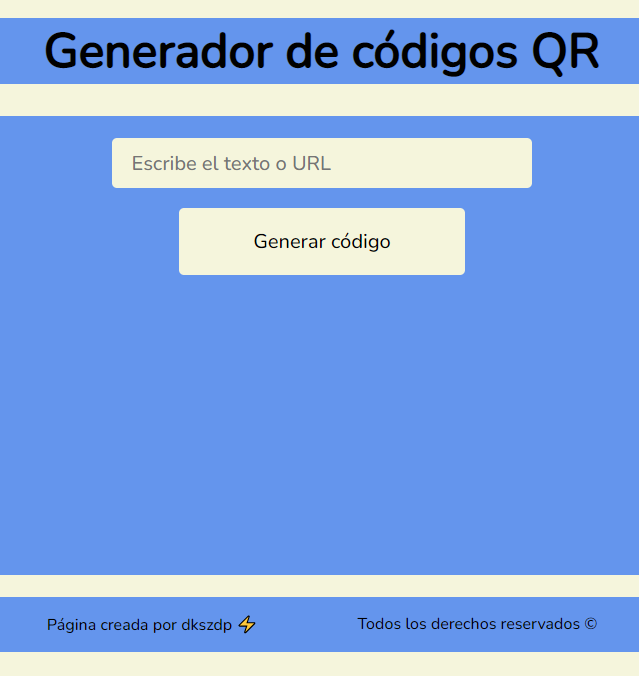 Generador de códigos QR
Escribe el texto o URL
Generar código
Página creada por dkszdp ⚡
Todos los derechos reservados ©